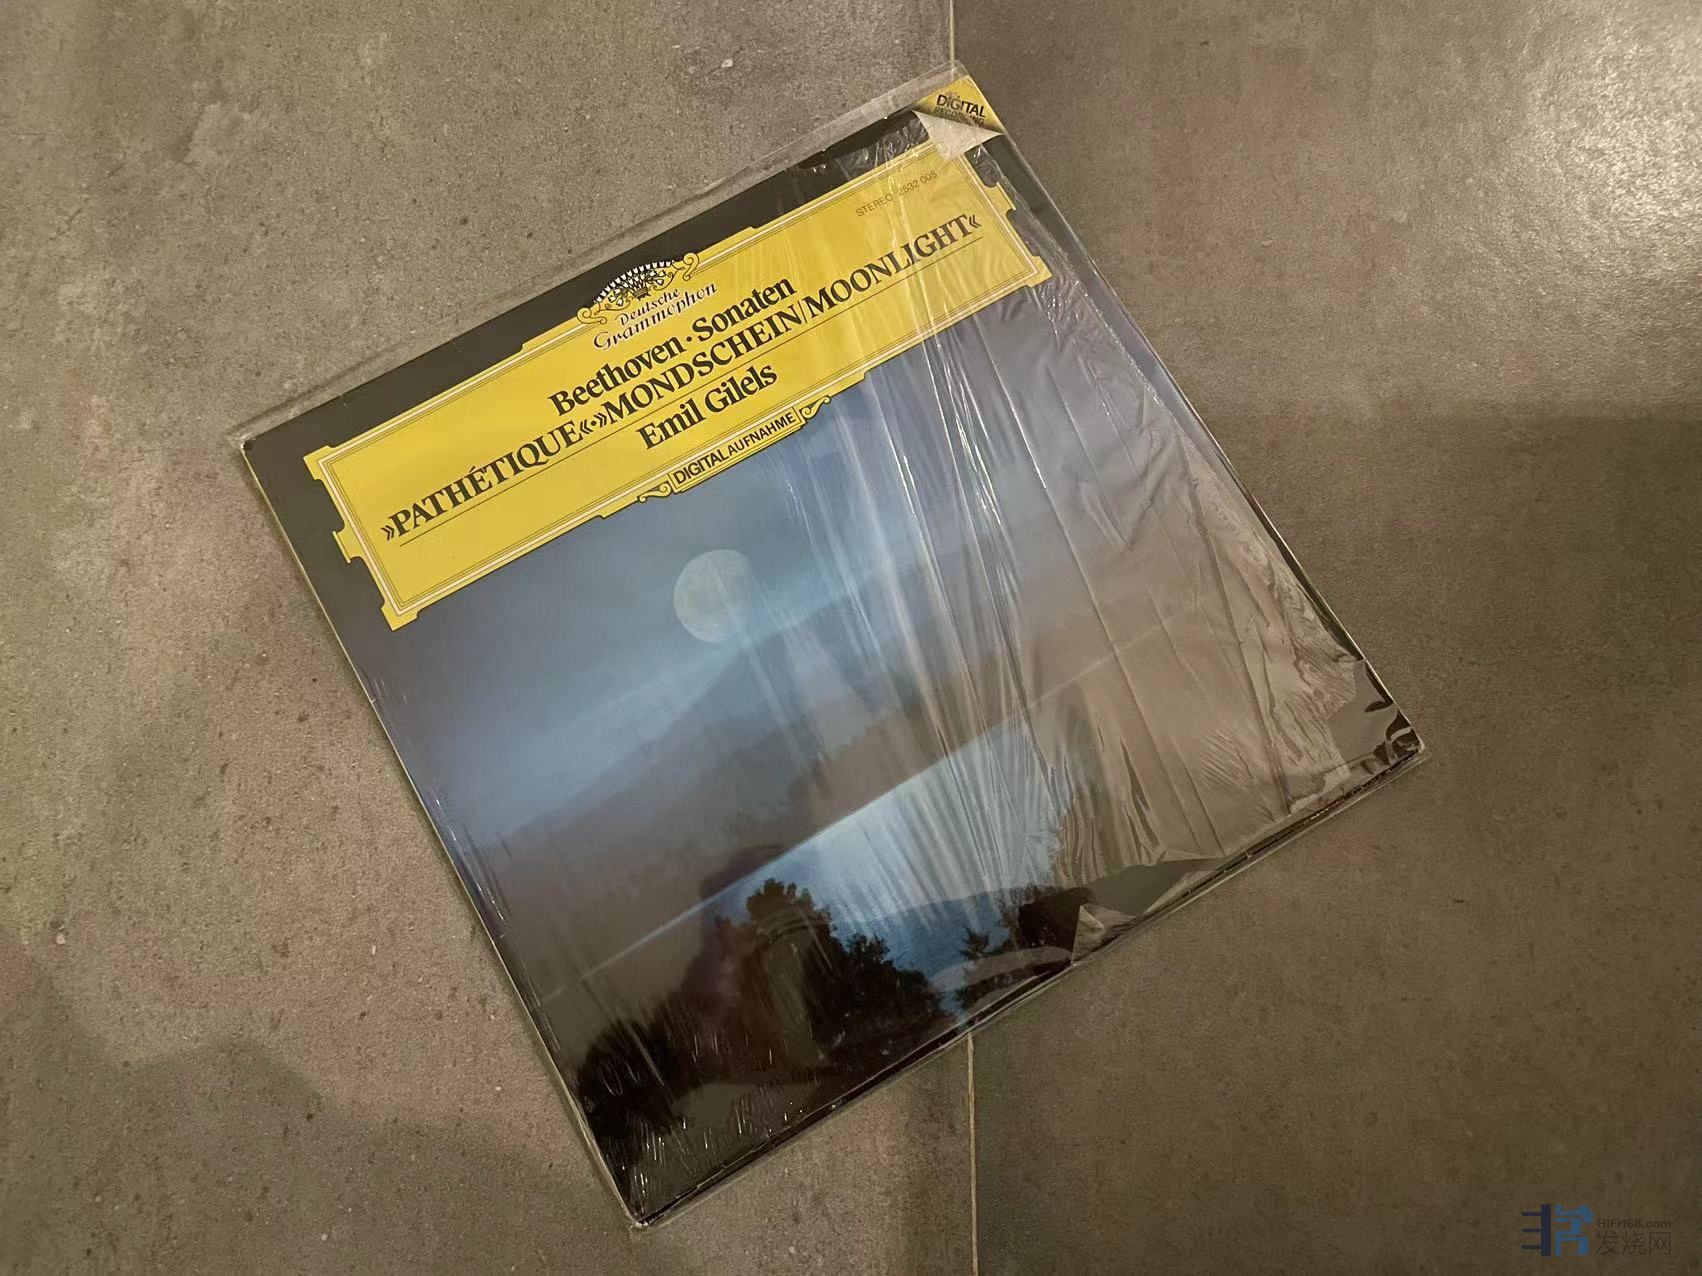 DIGITAL
RECORDING
STEREO 2532 008
Deutsche
Grammophon
Beethoven · Sonaten
»PATHÉTIQUE«·»MONDSCHEIN/MOONLIGHT«
Emil Gilels
DIGITAL AUFNAHME
HIFI168.com
发烧网